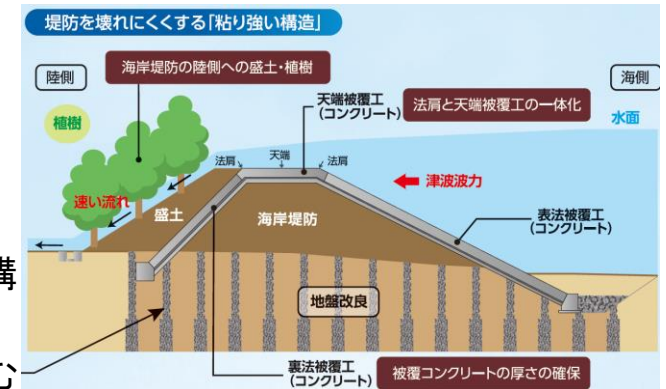 堤防を壊れにくくする「粘り強い構造」
陸側
海岸堤防の陸側への盛土・植樹
海側
天端被覆工
(コンクリート)
法肩と天端被覆工の一体化
植樹
水面
法肩
天端
法肩
速い流れ
津波波力
盛土
海岸堤防
表法被覆工
(コンクリート)
構
地盤改良
む
裏法被覆工
(コンクリート)
被覆コンクリートの厚さの確保